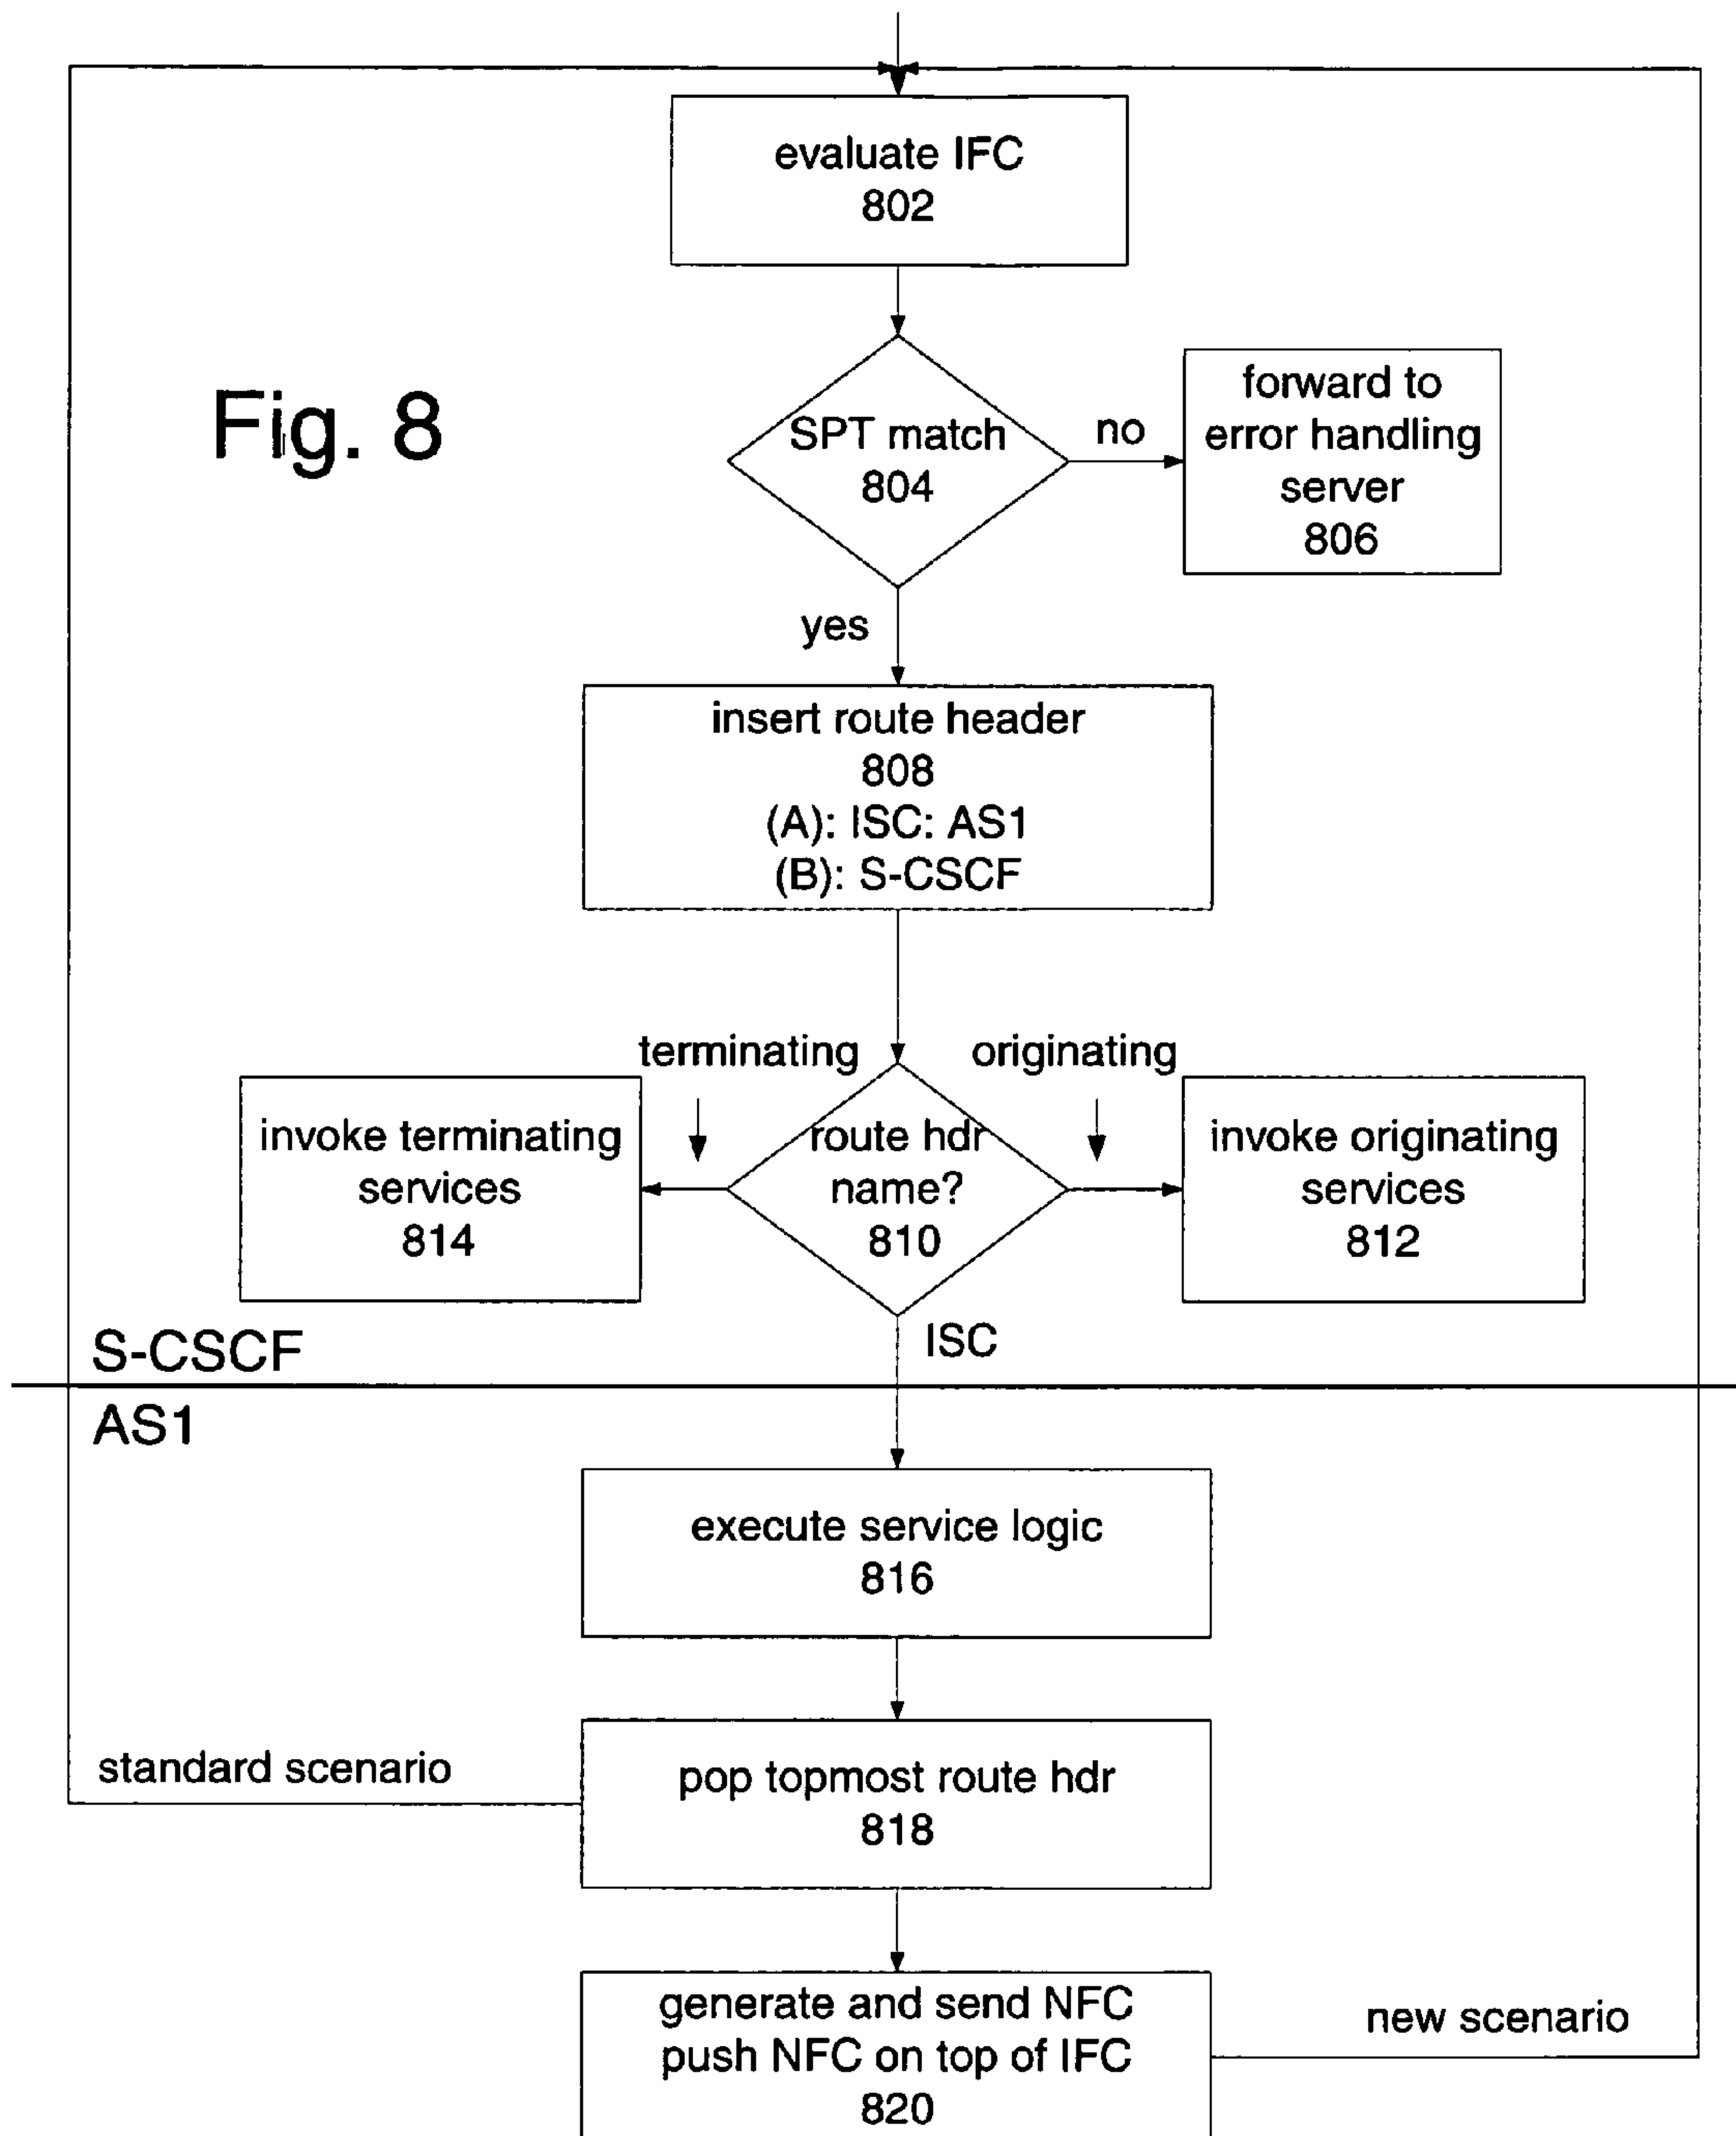 evaluate IFC
802
Fig. 8
SPT match
804
no
forward to
error handling
server
806
yes
insert route header
808
(A): ISC: AS1
(B): S-CSCF
terminating
originating
invoke terminating
services
814
route hdr
name?
810
invoke originating
services
812
ISC
S-CSCF
AS1
execute service logic
816
standard scenario
pop topmost route hdr
818
generate and send NFC
push NFC on top of IFC
820
new scenario